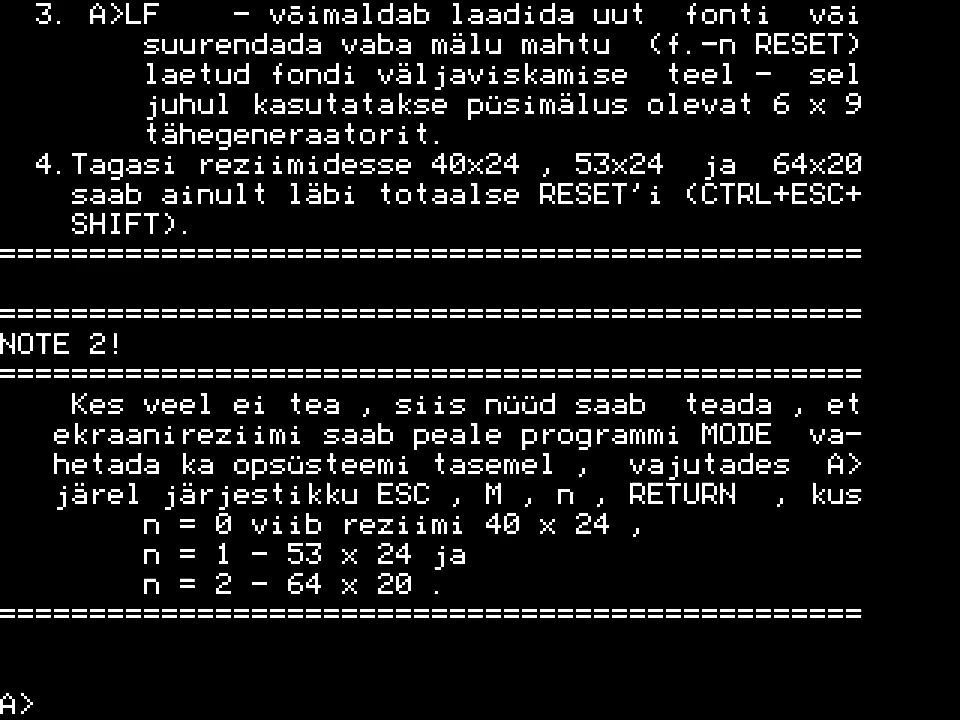 3. A>LF - võimaldab laadida uut fonti või
suurendada vaba mälu mahtu (f.-n RESET)
laetud fondi väljaviskamise teel - sel
juhul kasutatakse püsimälus olevat 6 x 9
tähegeneraatorit.
4. Tagasi reziimidesse 40x24 , 53x24 ja 64x20
saab ainult läbi totaalse RESET'i (CTRL+ESC+
SHIFT).
================================================
================================================
NOTE 2!
================================================
Kes veel ei tea , siis nüüd saab teada , et
ekraanireziimi saab peale programmi MODE va-
hetada ka opsüsteemi tasemel , vajutades A>
järel järjestikku ESC , M , n , RETURN , kus
n = 0 viib reziimi 40 x 24 ,
n = 1 - 53 x 24 ja
n = 2 - 64 x 20 .
================================================
A>